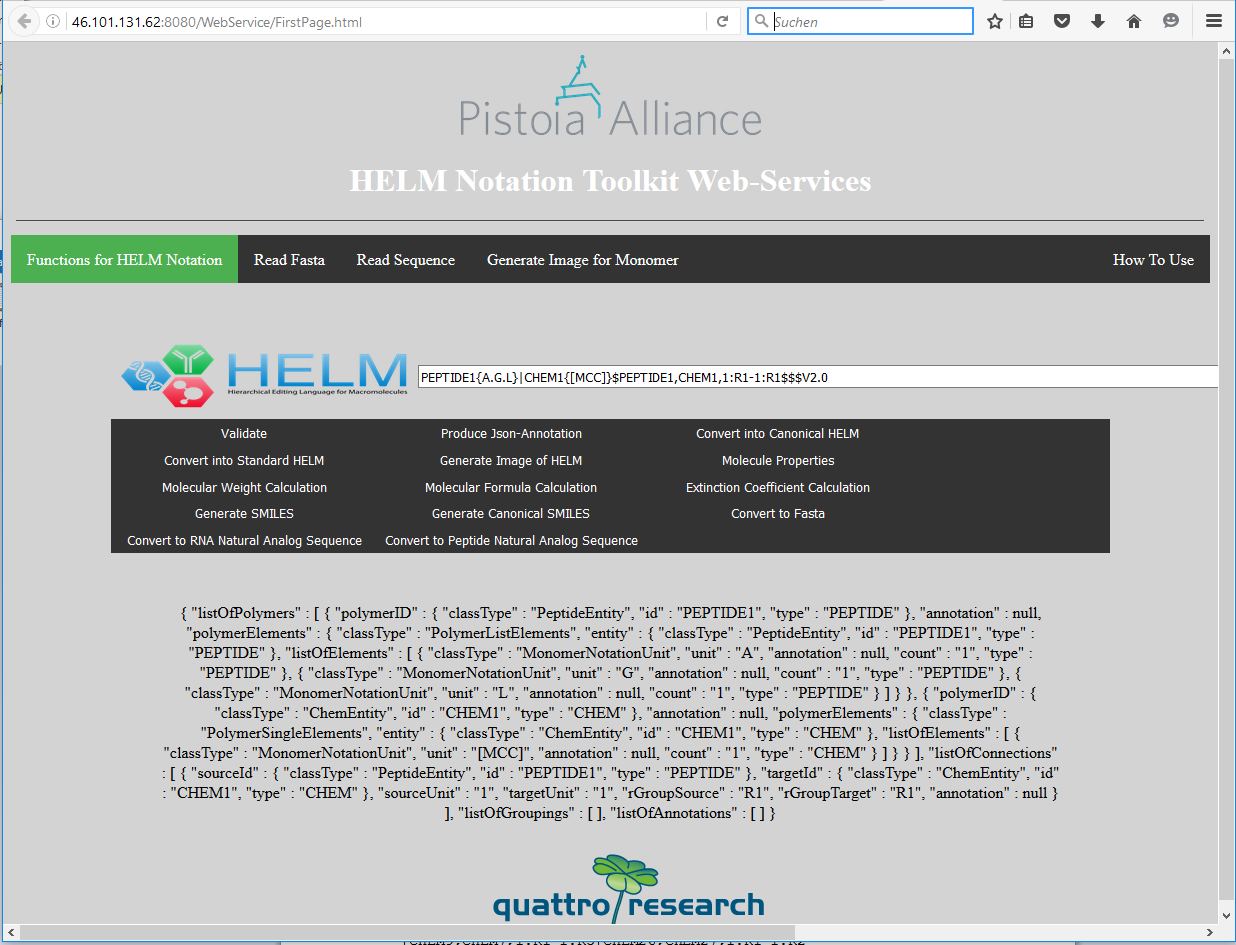 46.101.131.62:8080/WebService/FirstPage.html
Suchen
Pistoia Alliance
HELM Notation Toolkit Web-Services
Functions for HELM Notation Read Fasta Read Sequence Generate Image for Monomer How To Use
HELM
Hierarchical Editing Language for Macromolecules
PEPTIDE1{A.G.L}|CHEM1{[MCC]}$PEPTIDE1,CHEM1,1:R1-1:R1$$$V2.0
Validate Produce Json-Annotation Convert into Canonical HELM
Convert into Standard HELM Generate Image of HELM Molecule Properties
Molecular Weight Calculation Molecular Formula Calculation Extinction Coefficient Calculation
Generate SMILES Generate Canonical SMILES Convert to Fasta
Convert to RNA Natural Analog Sequence Convert to Peptide Natural Analog Sequence
{ "listOfPolymers" : [ { "polymerID" : { "classType" : "PeptideEntity", "id" : "PEPTIDE1", "type" : "PEPTIDE" }, "annotation" : null,
"polymerElements" : { "classType" : "PolymerListElements", "entity" : { "classType" : "PeptideEntity", "id" : "PEPTIDE1", "type" :
"PEPTIDE" }, "listOfElements" : [ { "classType" : "MonomerNotationUnit", "unit" : "A", "annotation" : null, "count" : "1", "type" :
"PEPTIDE" }, { "classType" : "MonomerNotationUnit", "unit" : "G", "annotation" : null, "count" : "1", "type" : "PEPTIDE" }, {
"classType" : "MonomerNotationUnit", "unit" : "L", "annotation" : null, "count" : "1", "type" : "PEPTIDE" } ] } }, { "polymerID" : {
"classType" : "ChemEntity", "id" : "CHEM1", "type" : "CHEM" }, "annotation" : null, "polymerElements" : { "classType" :
"PolymerSingleElements", "entity" : { "classType" : "ChemEntity", "id" : "CHEM1", "type" : "CHEM" }, "listOfElements" : [ {
"classType" : "MonomerNotationUnit", "unit" : "[MCC]", "annotation" : null, "count" : "1", "type" : "CHEM" } ] } } ], "listOfConnections"
: [ { "sourceId" : { "classType" : "PeptideEntity", "id" : "PEPTIDE1", "type" : "PEPTIDE" }, "targetId" : { "classType" : "ChemEntity", "id"
: "CHEM1", "type" : "CHEM" }, "sourceUnit" : "1", "targetUnit" : "1", "rGroupSource" : "R1", "rGroupTarget" : "R1", "annotation" : null }
], "listOfGroupings" : [ ], "listOfAnnotations" : [ ] }
quattro research